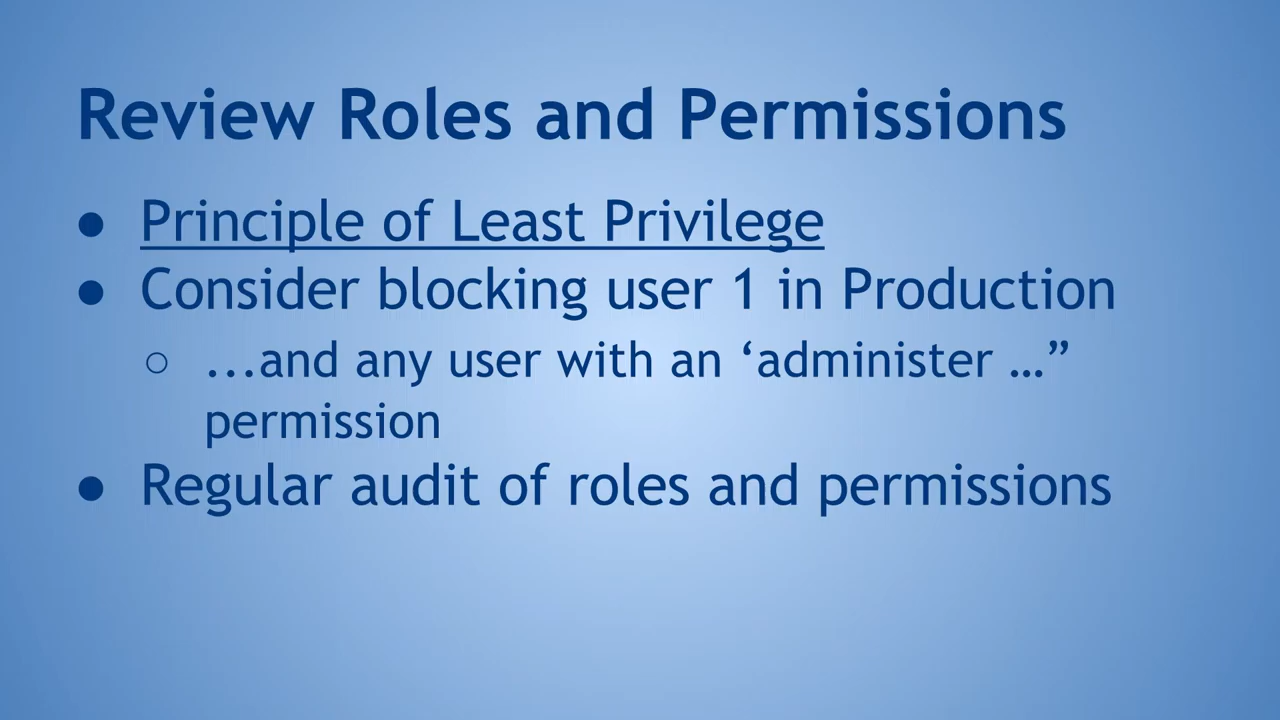 Review Roles and Permissions
● Principle of Least Privilege
● Consider blocking user 1 in Production
○ ...and any user with an ‘administer …”
permission
● Regular audit of roles and permissions